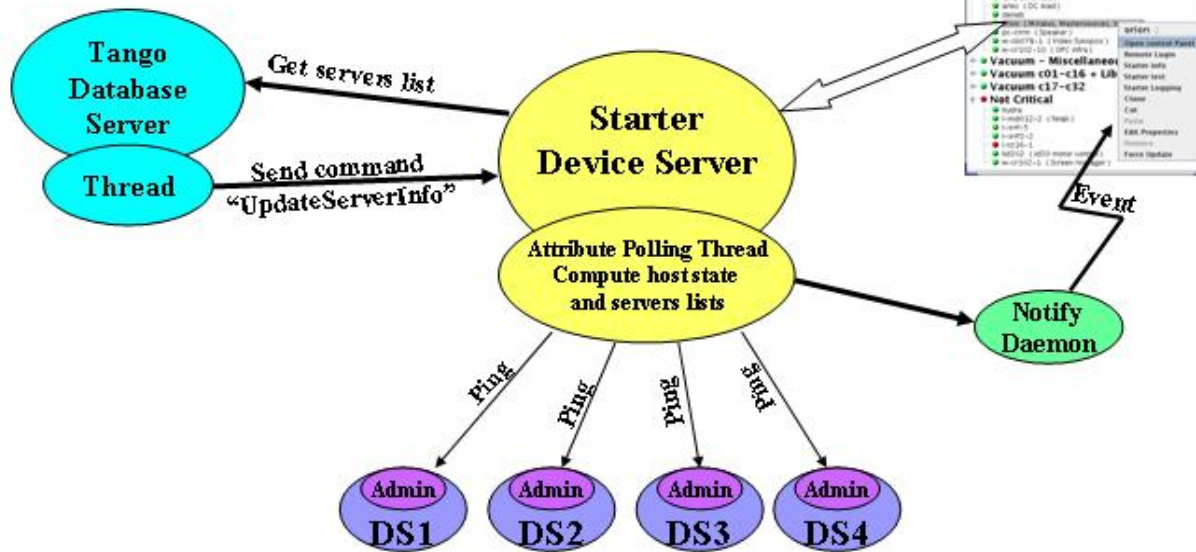 Tango
Database
Server
Thread
Get servers list
Send command
“UpdateServerInfo”
Starter
Device Server
Attribute Polling Thread
Compute host state
and servers lists
Ping
Ping
Ping
Ping
Admin
DS1
Admin
DS2
Admin
DS3
Admin
DS4
Notify
Daemon
Event
Vacuum - Miscellaneou
Vacuum c01-c16 + Lib
Vacuum c17-c32
Not Critical
orion
Open control Panel
Remote Login
Starter info
Starter test
Starter Logging
Clone
Cut
Paste
Edit Properties
Remove
Force Update